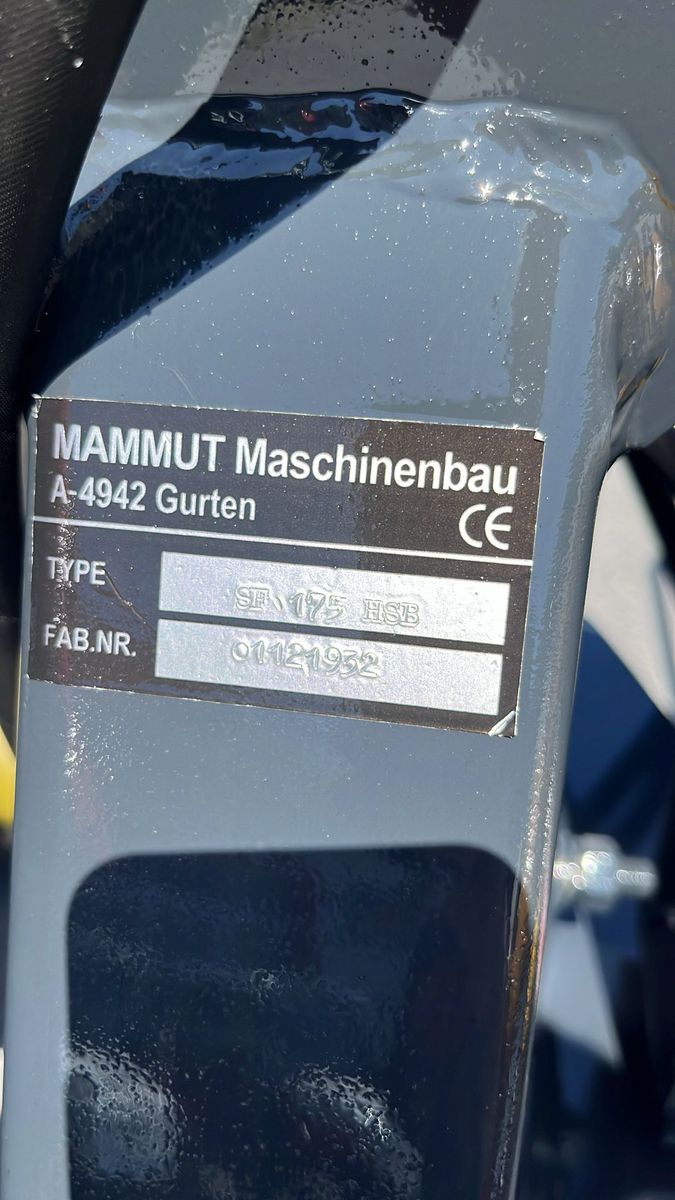 MAMMUT Maschinenbau
A-4942 Gurten
CE
TYPE SF 175 HSB
FAB.NR. 01121932